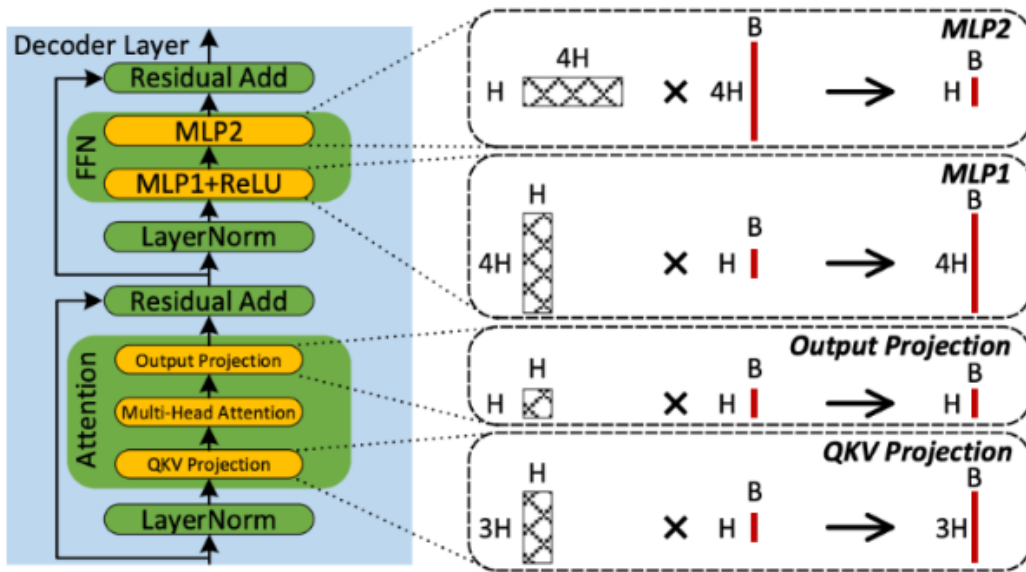 Decoder Layer
Residual Add
MLP2
FFN
MLP1+ReLU
LayerNorm
Residual Add
Output Projection
Attention
Multi-Head Attention
QKV Projection
LayerNorm
MLP2
B
4H
B
H × 4H H
MLP1
H
B
B
4H × H 4H
Output Projection
H
B
B
H × H H
QKV Projection
H
B
B
3H × H 3H